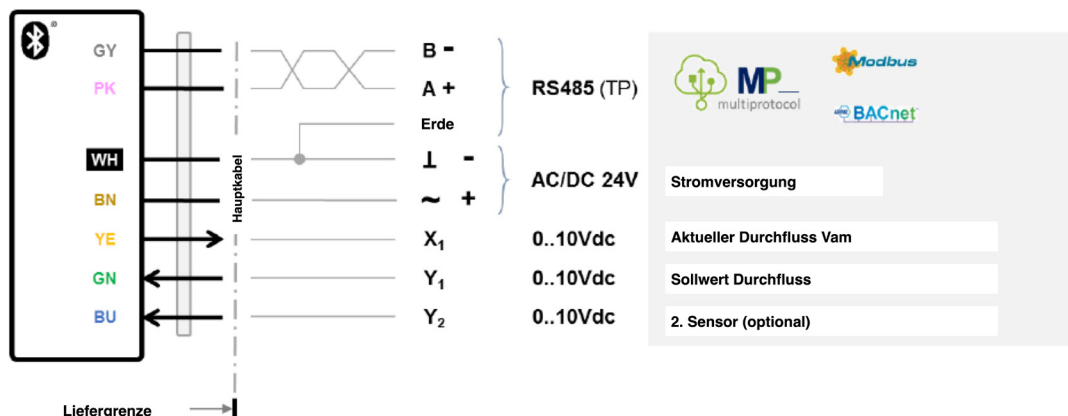 GY B -
PK A + RS485 (TP)
MP_
multiprotocol
Modbus
BACnet
Erde
WH ⊥ -
BN ~ + AC/DC 24V Stromversorgung
Hauptkabel
YE X₁ 0..10Vdc Aktueller Durchfluss Vam
GN Y₁ 0..10Vdc Sollwert Durchfluss
BU Y₂ 0..10Vdc 2. Sensor (optional)
Liefergrenze